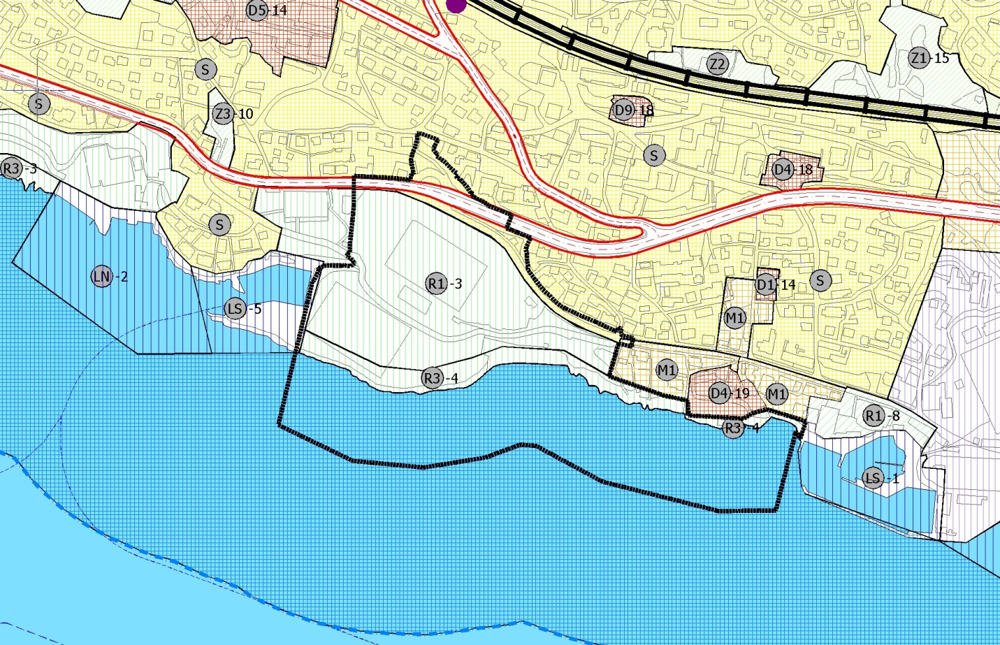 D5-14
Z2
Z1-15
S
S
Z3-10
D9-18
S
R3-3
D4-18
S
LN-2
R1-3
D1-14
S
LS-5
M1
M1
R3-4
D4-19
M1
R1-8
R3-4
LS-1